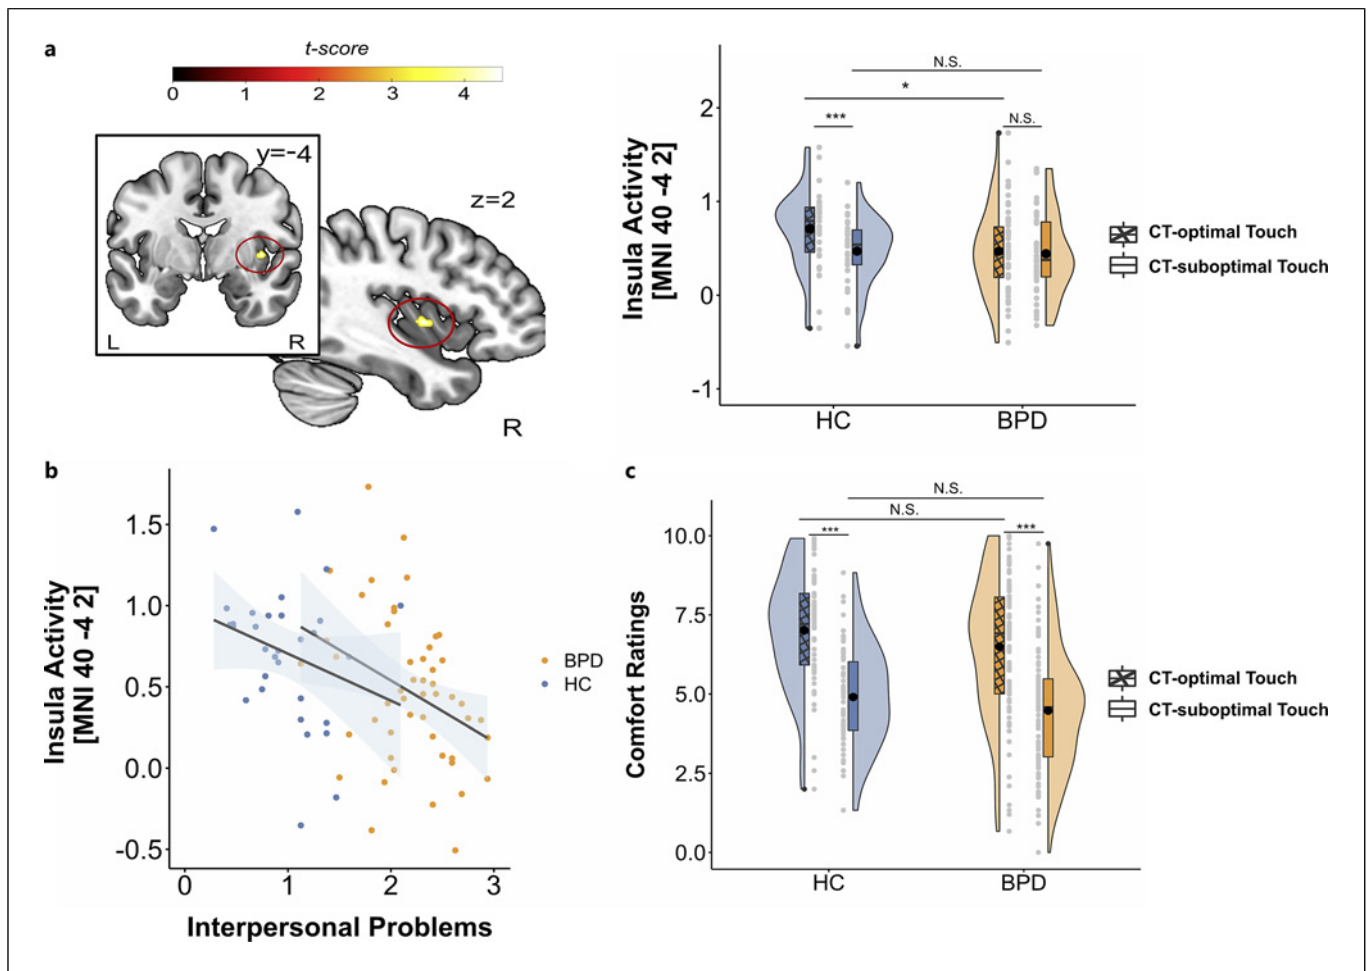 a
t-score
0 1 2 3 4
y=-4
z=2
L R
R
Insula Activity
[MNI 40 -4 2]
2
1
0
-1
N.S.
*
***
N.S.
HC BPD
CT-optimal Touch
CT-suboptimal Touch
b
Insula Activity
[MNI 40 -4 2]
1.5
1.0
0.5
0.0
-0.5
0 1 2 3
Interpersonal Problems
BPD
HC
c
Comfort Ratings
10.0
7.5
5.0
2.5
0.0
N.S.
N.S.
***
***
HC BPD
CT-optimal Touch
CT-suboptimal Touch